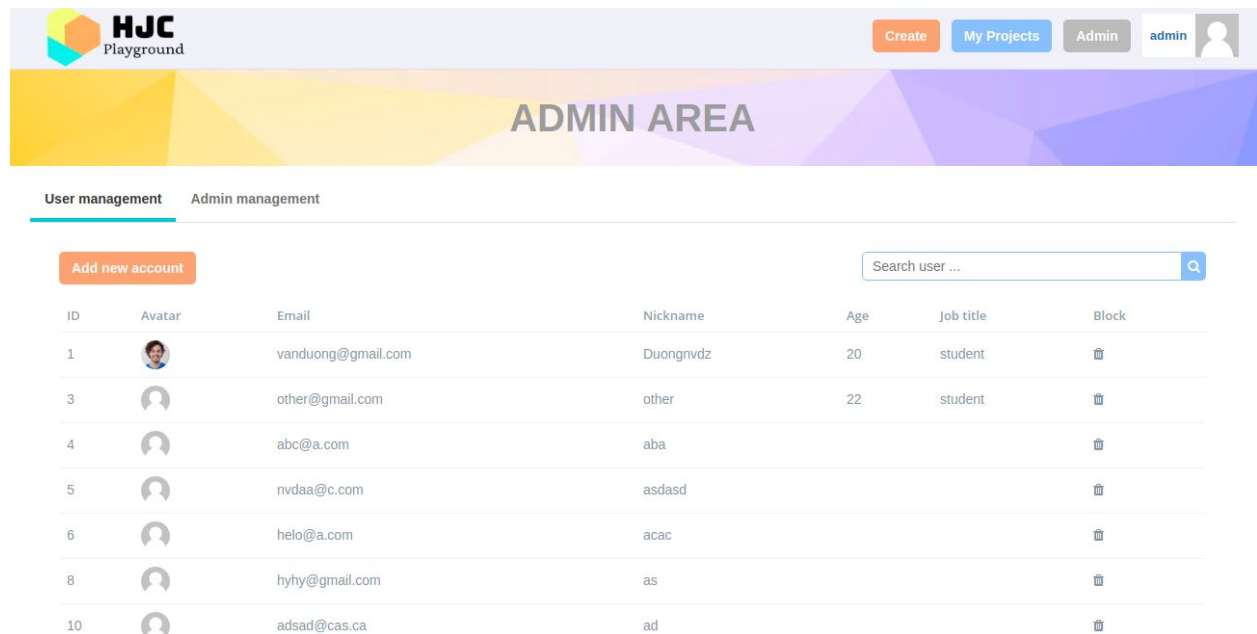 HJC
Playground
Create My Projects Admin admin
ADMIN AREA
User management Admin management
Add new account Search user ...
ID Avatar Email Nickname Age Job title Block
1 vanduong@gmail.com Duongnvdz 20 student
3 other@gmail.com other 22 student
4 abc@a.com aba
5 nvdaa@c.com asdasd
6 helo@a.com acac
8 hyhy@gmail.com as
10 adsad@cas.ca ad